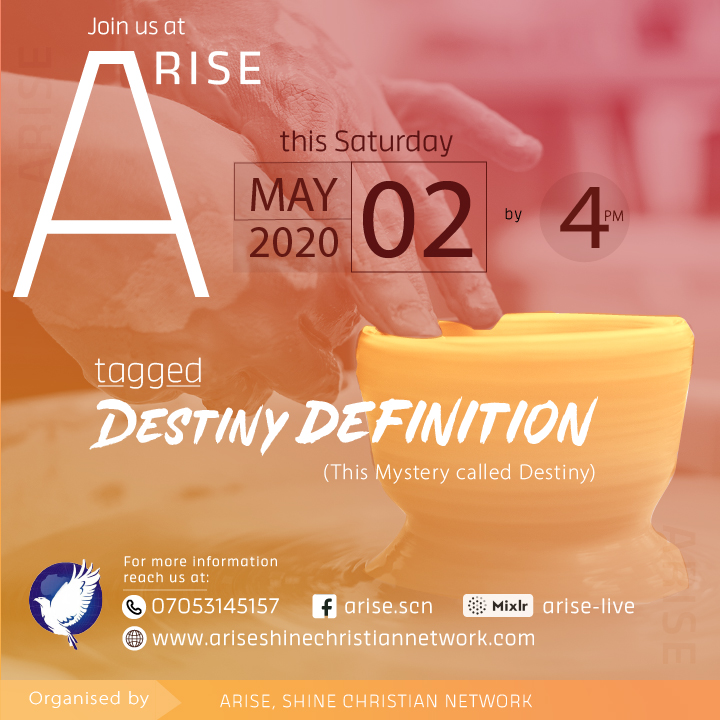 Join us at
ARISE
this Saturday
MAY 02
2020
by 4PM
tagged
DESTINY DEFINITION
(This Mystery called Destiny)
For more information
reach us at:
07053145157 arise.scn Mixlr arise-live
www.ariseshinechristiannetwork.com
Organised by ARISE, SHINE CHRISTIAN NETWORK
ARISE
ARISE